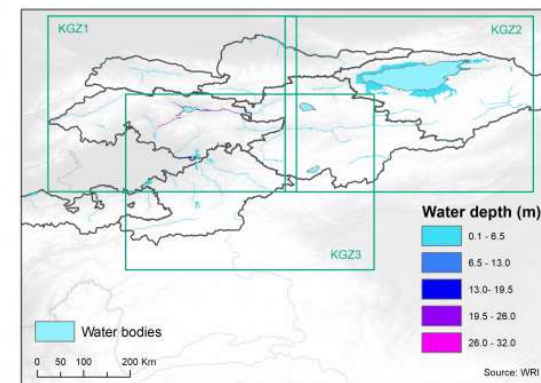 KGZ1
KGZ2
KGZ3
Water depth (m)
0.1 - 6.5
6.5 - 13.0
13.0- 19.5
19.5 - 26.0
26.0 - 32.0
Water bodies
0 50 100 200 Km
Source: WRI